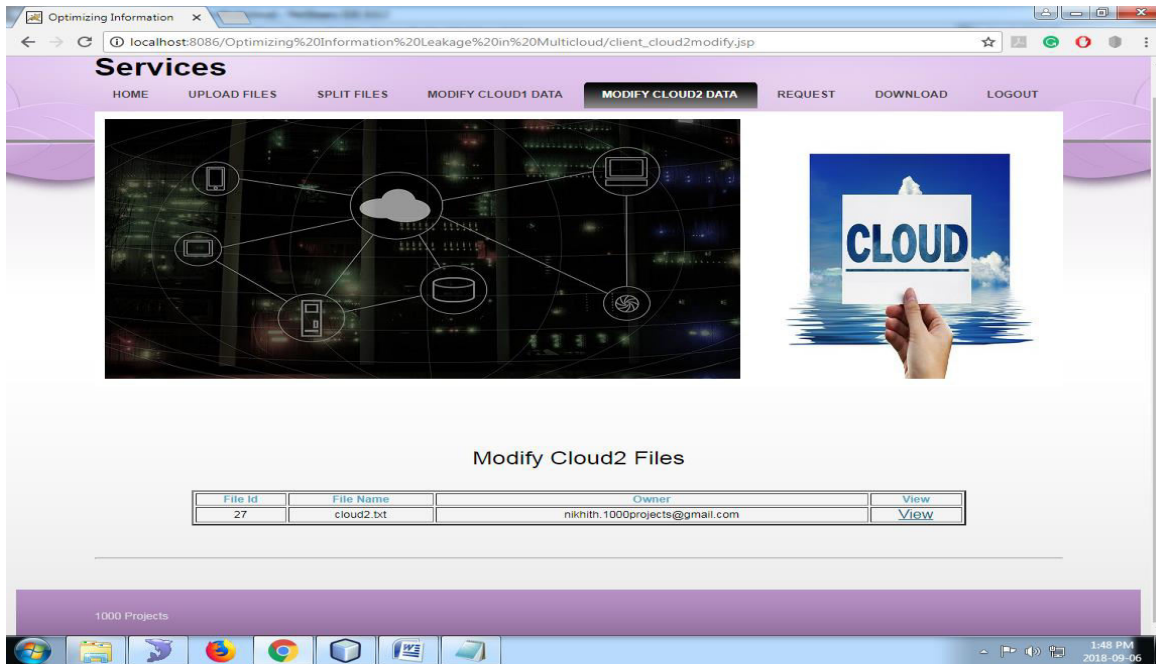 Optimizing Information
localhost:8086/Optimizing%20Information%20Leakage%20in%20Multicloud/client_cloud2modify.jsp
Services
HOME UPLOAD FILES SPLIT FILES MODIFY CLOUD1 DATA MODIFY CLOUD2 DATA REQUEST DOWNLOAD LOGOUT
CLOUD
Modify Cloud2 Files
File Id File Name Owner View
27 cloud2.txt nikhith.1000projects@gmail.com View
1000 Projects
1:48 PM
2018-09-06